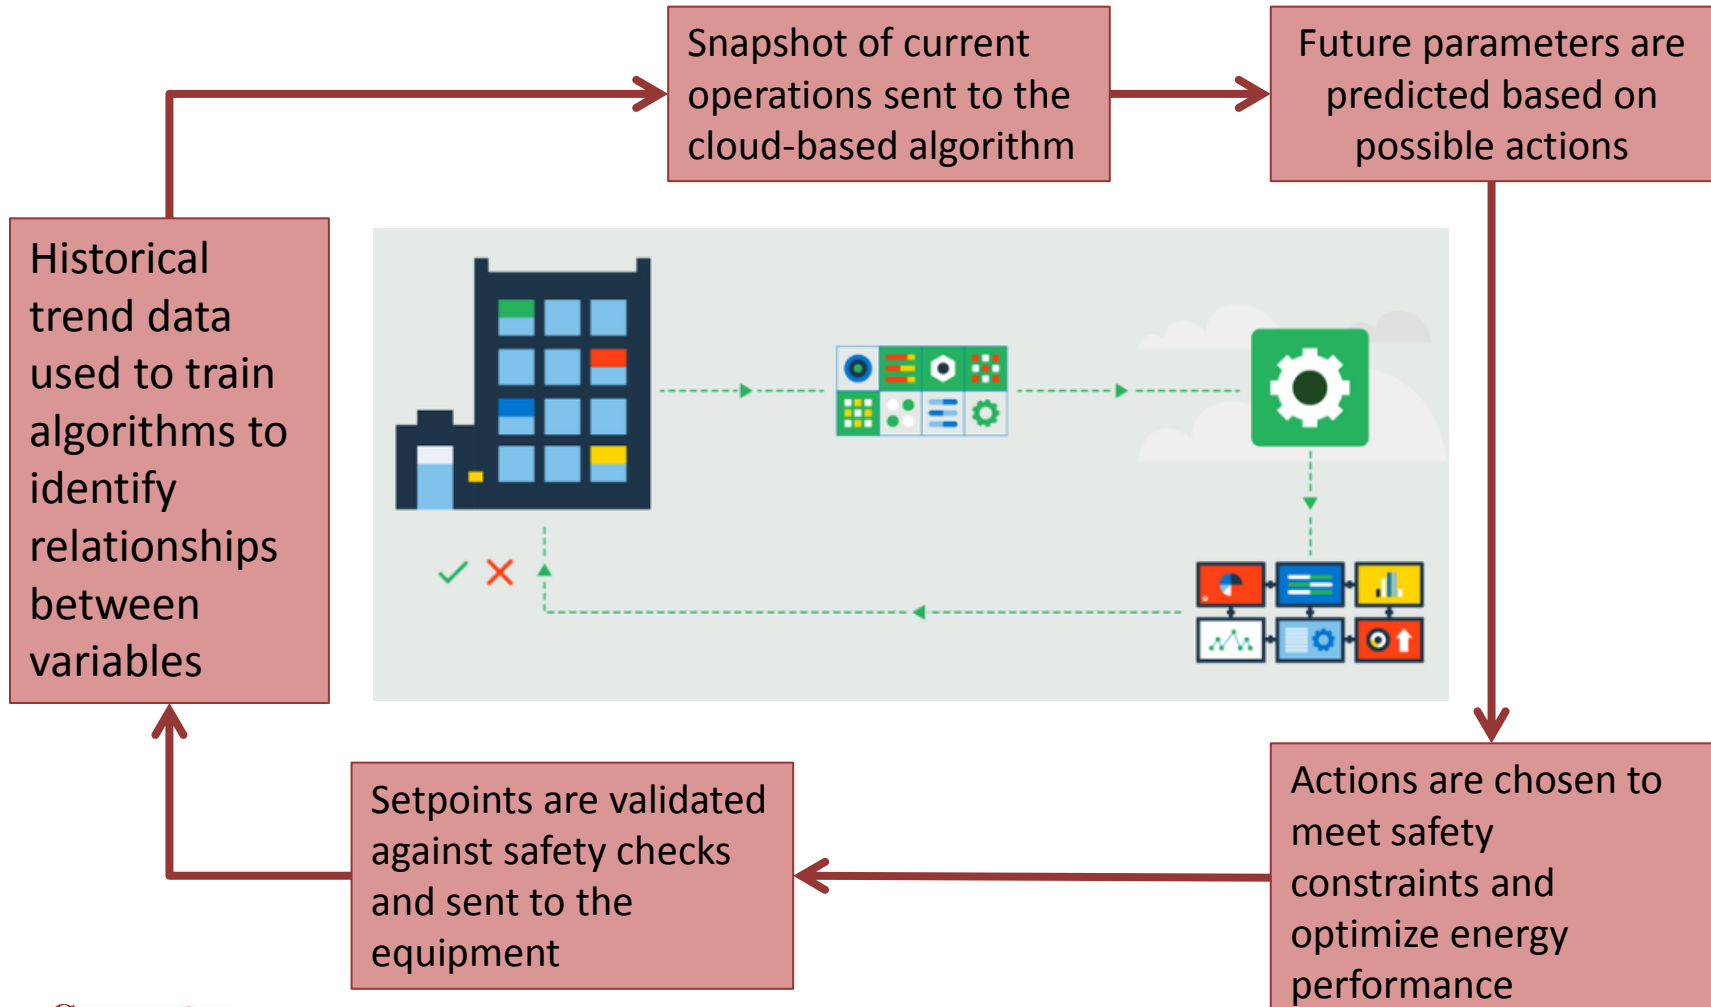 Snapshot of current
operations sent to the
cloud-based algorithm
Future parameters are
predicted based on
possible actions
Historical
trend data
used to train
algorithms to
identify
relationships
between
variables
Setpoints are validated
against safety checks
and sent to the
equipment
Actions are chosen to
meet safety
constraints and
optimize energy
performance